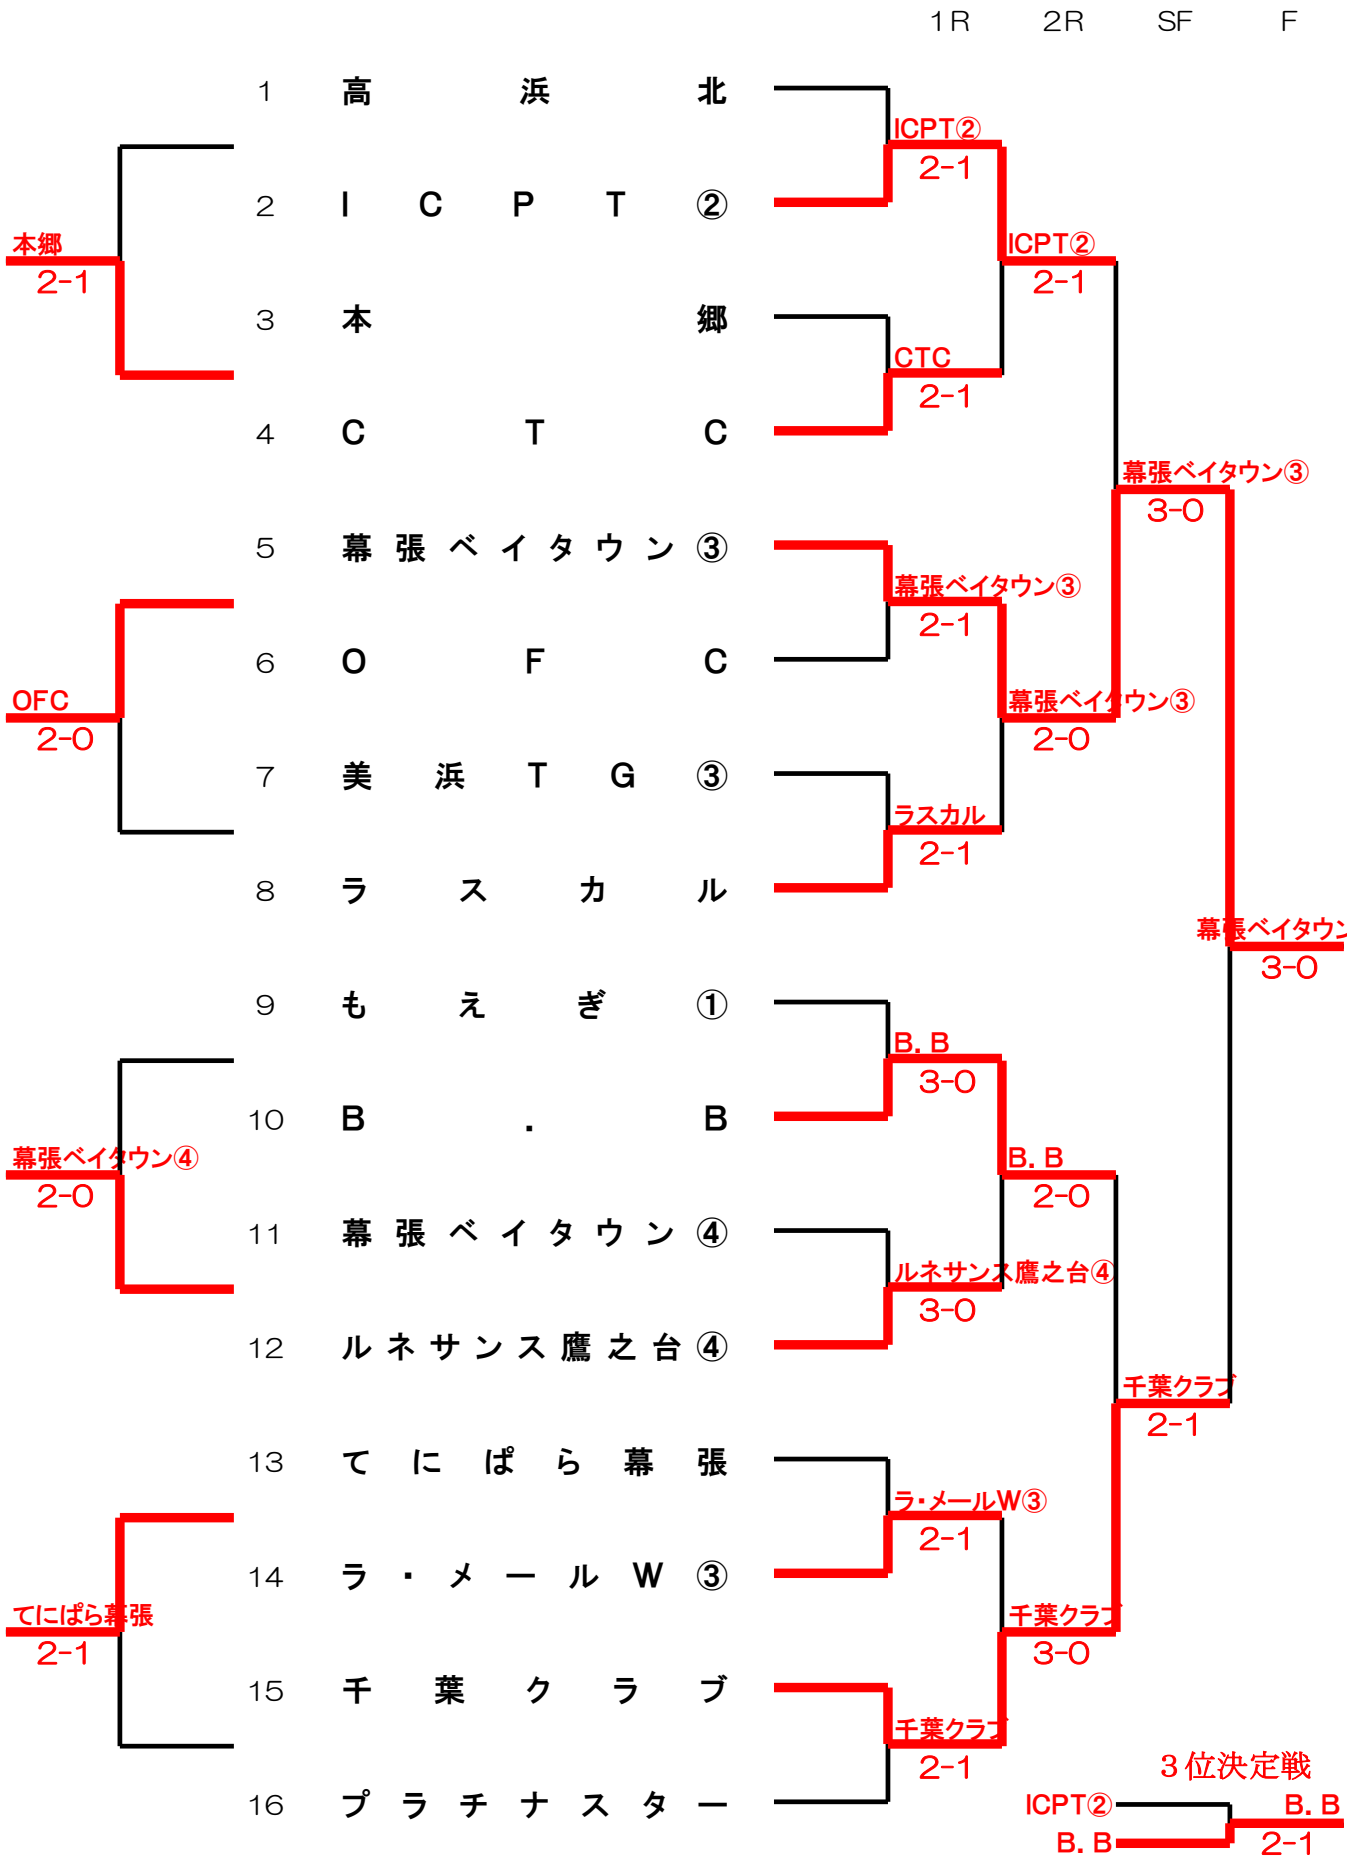 1R 2R SF F
1 高浜北
ICPT②
2-1
2 ICPT②
本郷
2-1
ICPT②
2-1
3 本郷
CTC
2-1
4 CTC
幕張ベイタウン③
3-0
5 幕張ベイタウン③
幕張ベイタウン③
2-1
6 OFC
OFC
2-0
幕張ベイタウン③
2-0
7 美浜TG③
ラスカル
2-1
8 ラスカル
幕張ベイタウン
3-0
9 もえぎ①
B.B
3-0
10 B.B
幕張ベイタウン④
2-0
B.B
2-0
11 幕張ベイタウン④
ルネサンス鷹之台④
3-0
12 ルネサンス鷹之台④
千葉クラブ
2-1
13 てにぱら幕張
ラ・メールW③
2-1
14 ラ・メールW③
てにぱら幕張
2-1
千葉クラブ
3-0
15 千葉クラブ
千葉クラブ
2-1
16 プラチナスター
3位決定戦
ICPT②
B.B
B.B
2-1